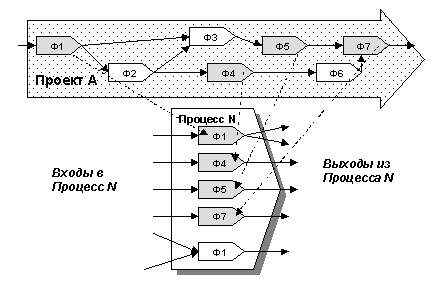 Ф1
Ф3
Ф5
Ф7
Ф2
Ф4
Ф6
Проект А
Процесс N
Ф1
Ф4
Ф5
Ф7
Ф1
Входы в
Процесс N
Выходы из
Процесса N